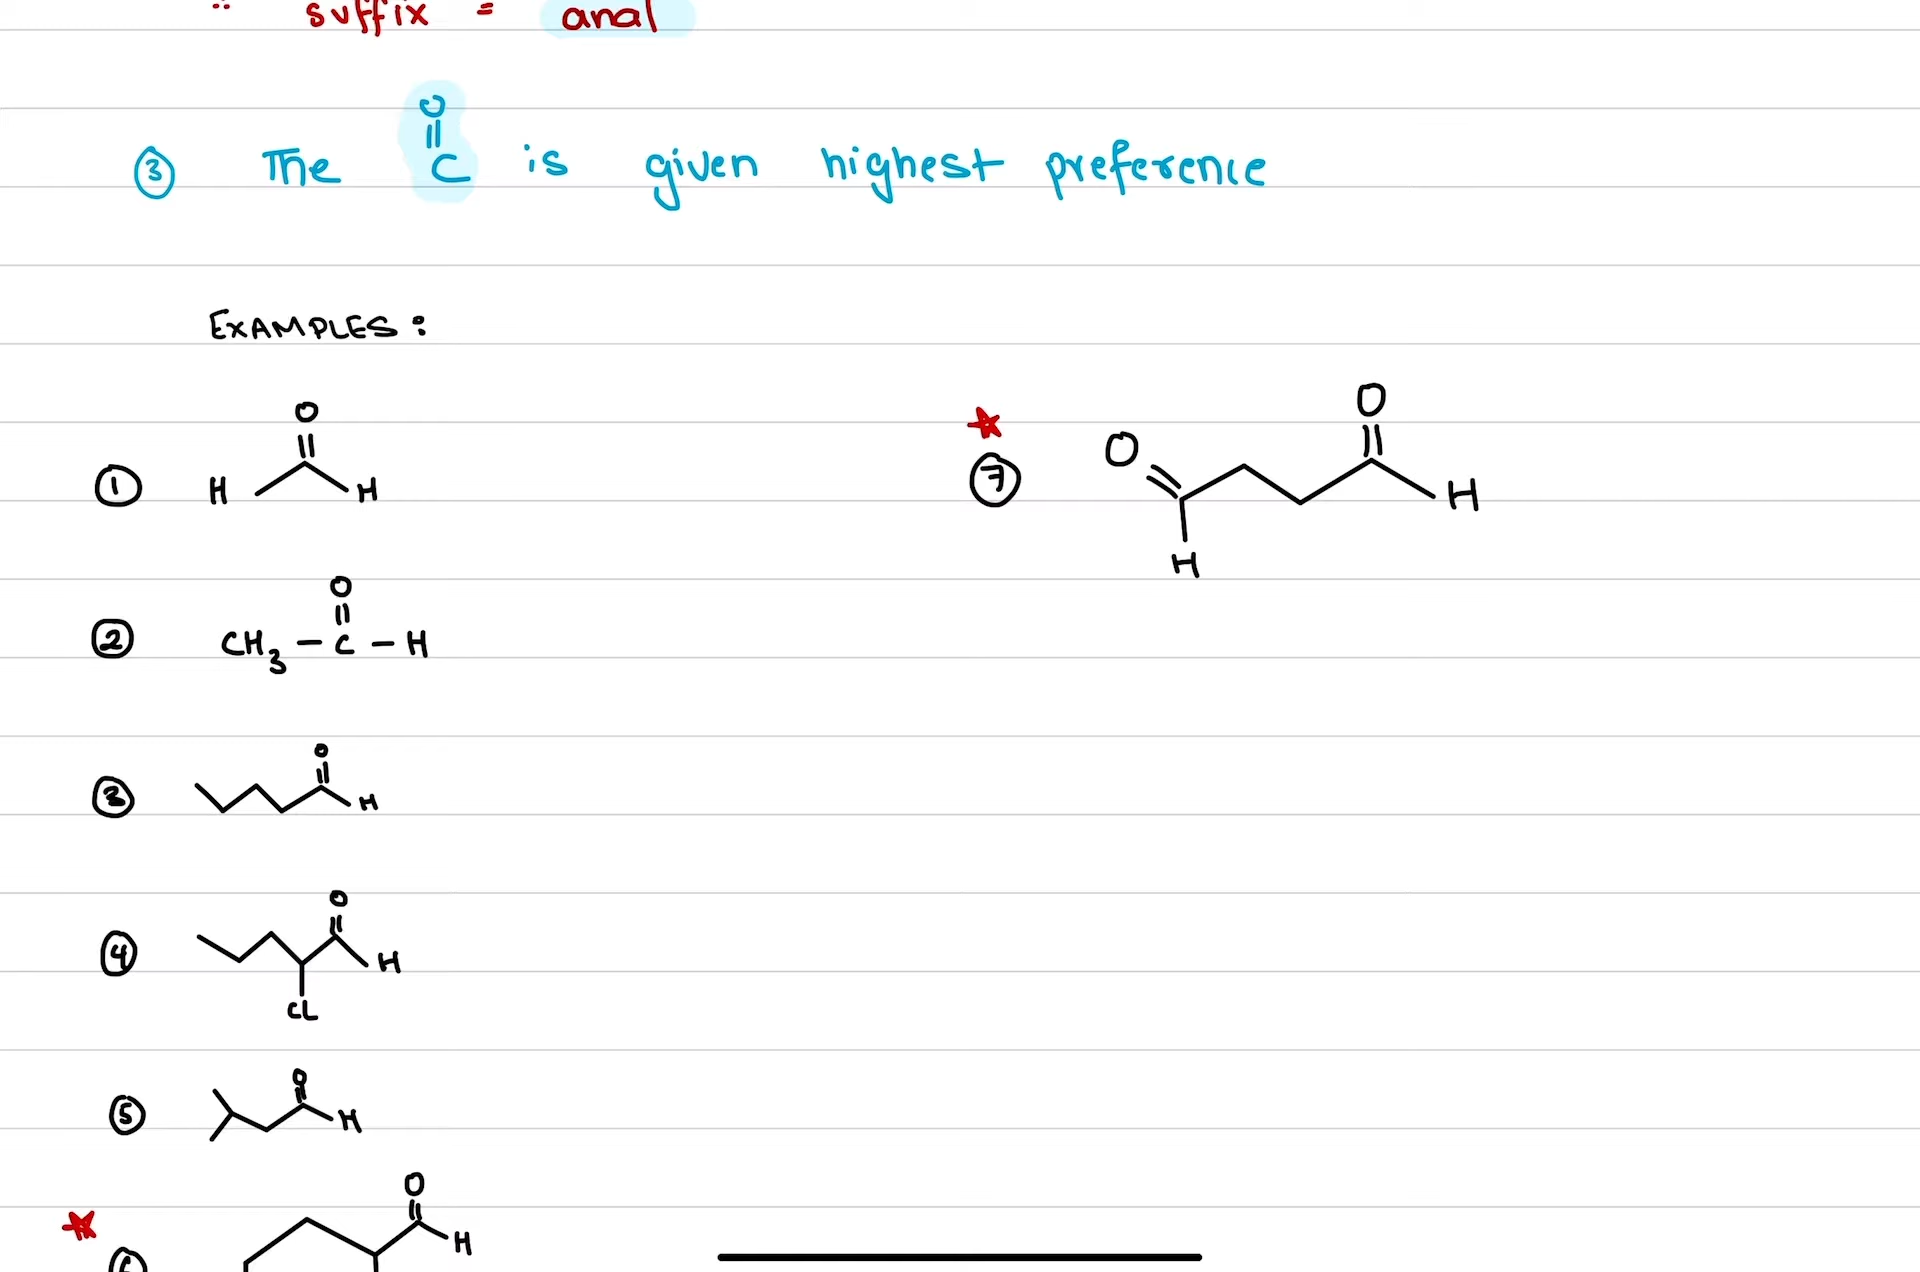 ∴ suffix = anal
③ The
O
||
C is given highest preference
EXAMPLES :
①
O
H H
②
O
||
CH₃ – C – H
③
O
H
④
O
H
CL
⑤
O
H
★
O
H
★
⑦
O
O
H
H